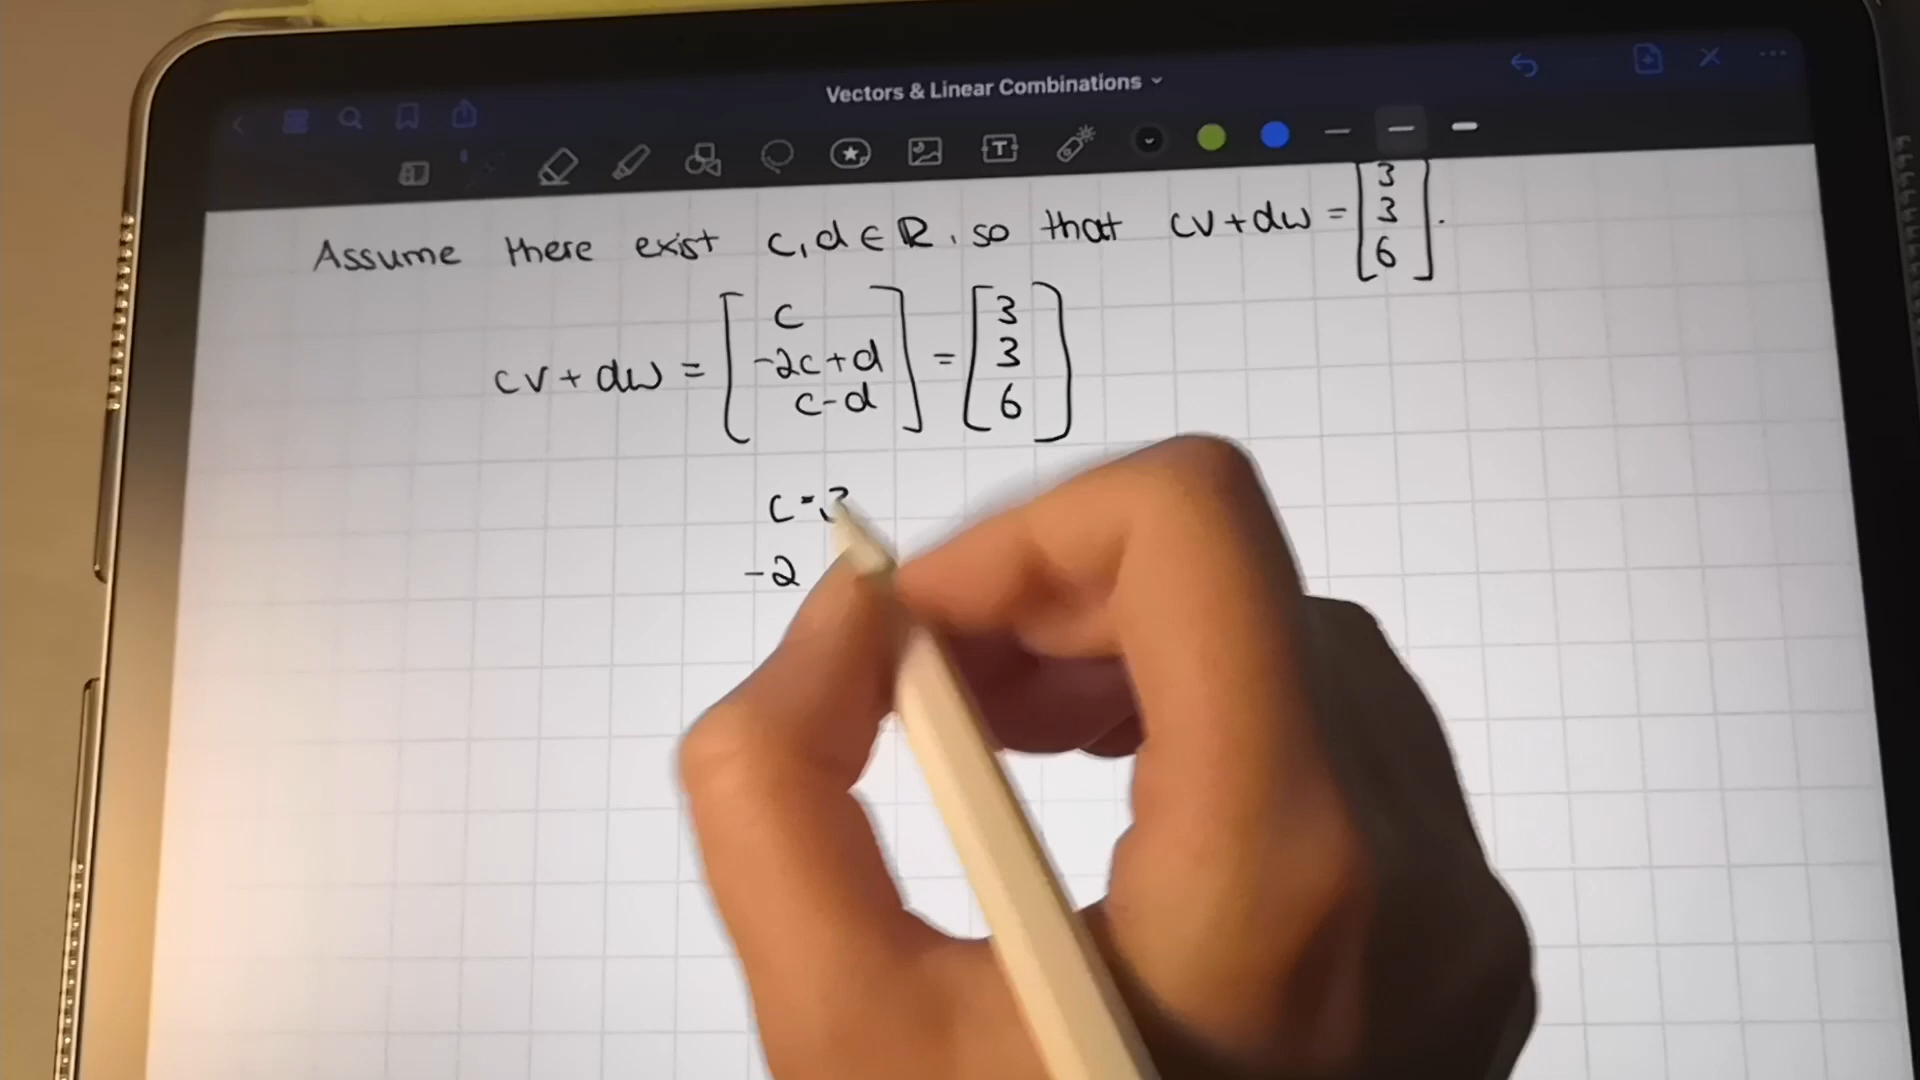 Vectors & Linear Combinations
Assume there exist c,d ∈ ℝ, so that cv+dw = [3 3 6].
cv+dw = [c -2c+d c-d] = [3 3 6]
c=3
-2